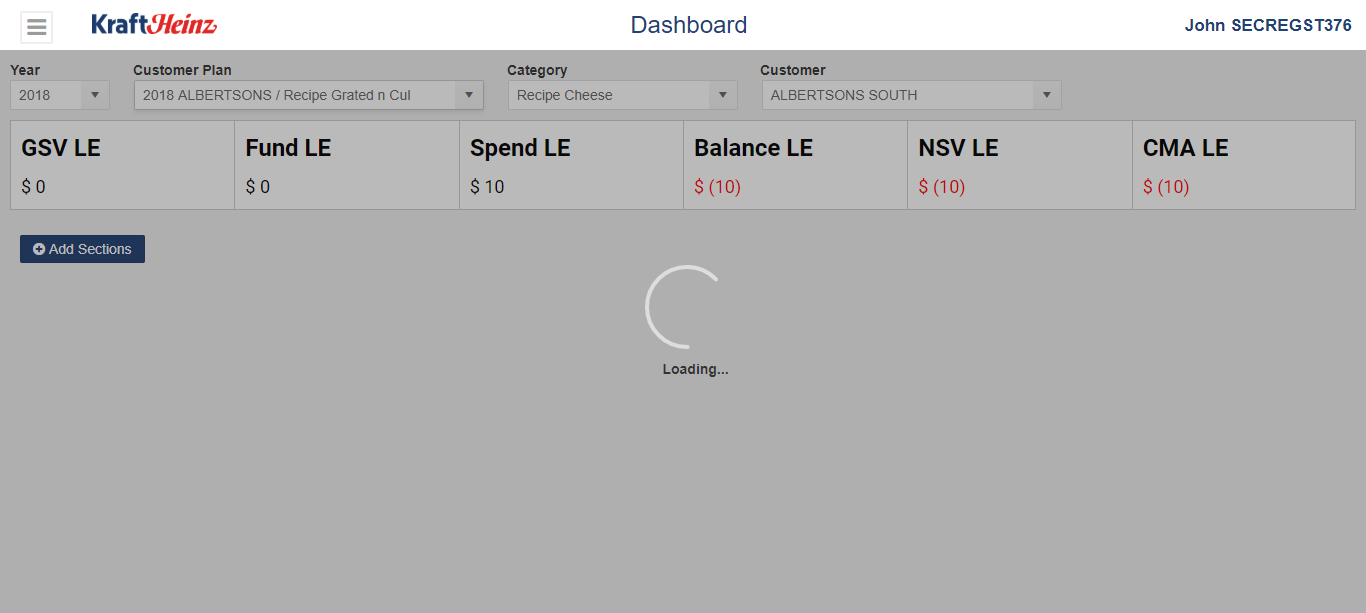 KraftHeinz
Dashboard
John SECREGST376
Year
Customer Plan
Category
Customer
2018
2018 ALBERTSONS / Recipe Grated n Cul
Recipe Cheese
ALBERTSONS SOUTH
GSV LE
Fund LE
Spend LE
Balance LE
NSV LE
CMA LE
$ 0
$ 0
$ 10
$ (10)
$ (10)
$ (10)
Add Sections
Loading...